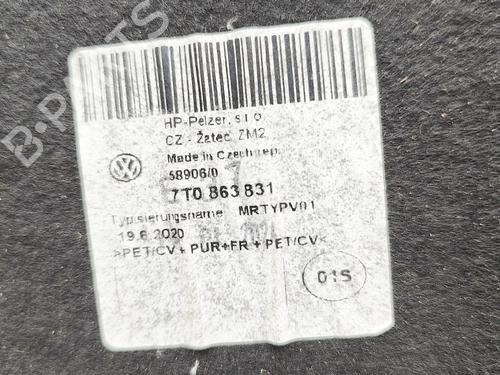 HP-Pelzer, s.r.o.
CZ - Žatec ZM2
Made in Czech rep.
58906/0
7T0 863 831
Typisierungsname MRTYPV01
19.6.2020
>PET/CV + PUR+FR + PET/CV<
01S
B-PARTS